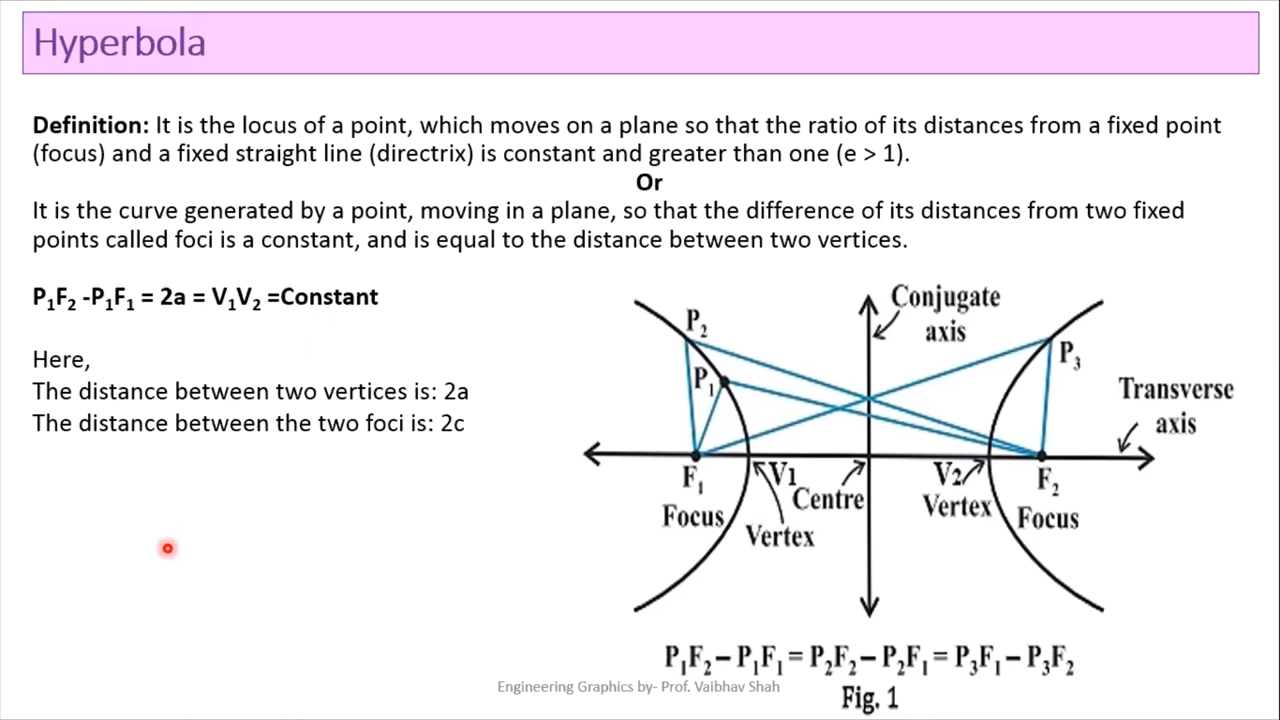 Hyperbola
Definition: It is the locus of a point, which moves on a plane so that the ratio of its distances from a fixed point
(focus) and a fixed straight line (directrix) is constant and greater than one (e > 1).
Or
It is the curve generated by a point, moving in a plane, so that the difference of its distances from two fixed
points called foci is a constant, and is equal to the distance between two vertices.
P₁F₂ -P₁F₁ = 2a = V₁V₂ =Constant
Here,
The distance between two vertices is: 2a
The distance between the two foci is: 2c
Conjugate
axis
P₂
P₁
P₃
Transverse
axis
F₁
Focus
V1
Vertex
Centre
V2
Vertex
F₂
Focus
P₁F₂ – P₁F₁ = P₂F₂ – P₂F₁ = P₃F₁ – P₃F₂
Engineering Graphics by- Prof. Vaibhav Shah
Fig. 1